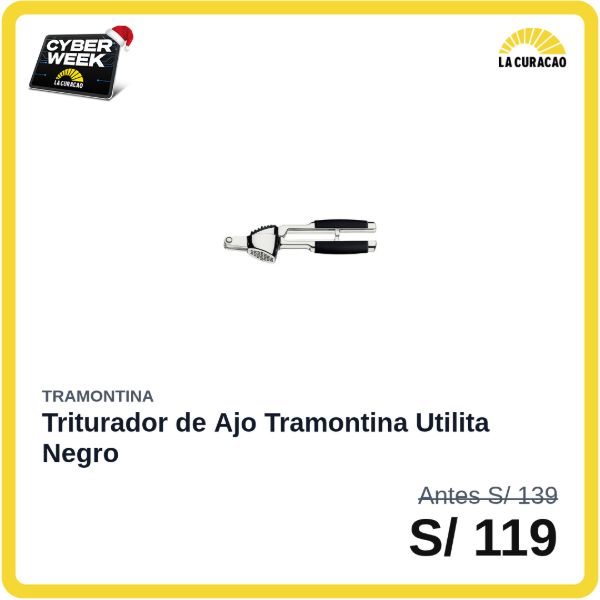 CYBER
WEEK
LA CURACAO
LA CURACAO
TRAMONTINA
Triturador de Ajo Tramontina Utilita
Negro
Antes S/ 139
S/ 119